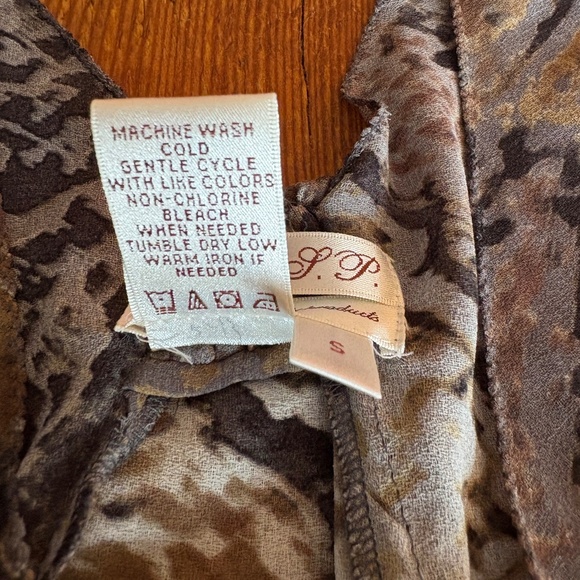 MACHINE WASH
COLD
GENTLE CYCLE
WITH LIKE COLORS
NON-CHLORINE
BLEACH
WHEN NEEDED
TUMBLE DRY LOW
WARM IRON IF
NEEDED
S. P.
products
S